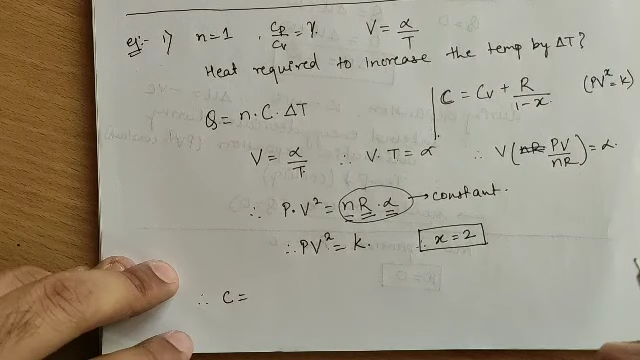 eg:- 1) n=1 , Cp/Cv = γ. V = α/T
Heat required to increase the temp by ΔT?
Q = n·C·ΔT
C = Cv + R/(1-x) (PVˣ=k)
V = α/T ∴ V·T = α ∴ V(PV/nR) = α.
∴ P·V² = nR·α → constant.
∴ PV² = k. ∴ x = 2
∴ C =